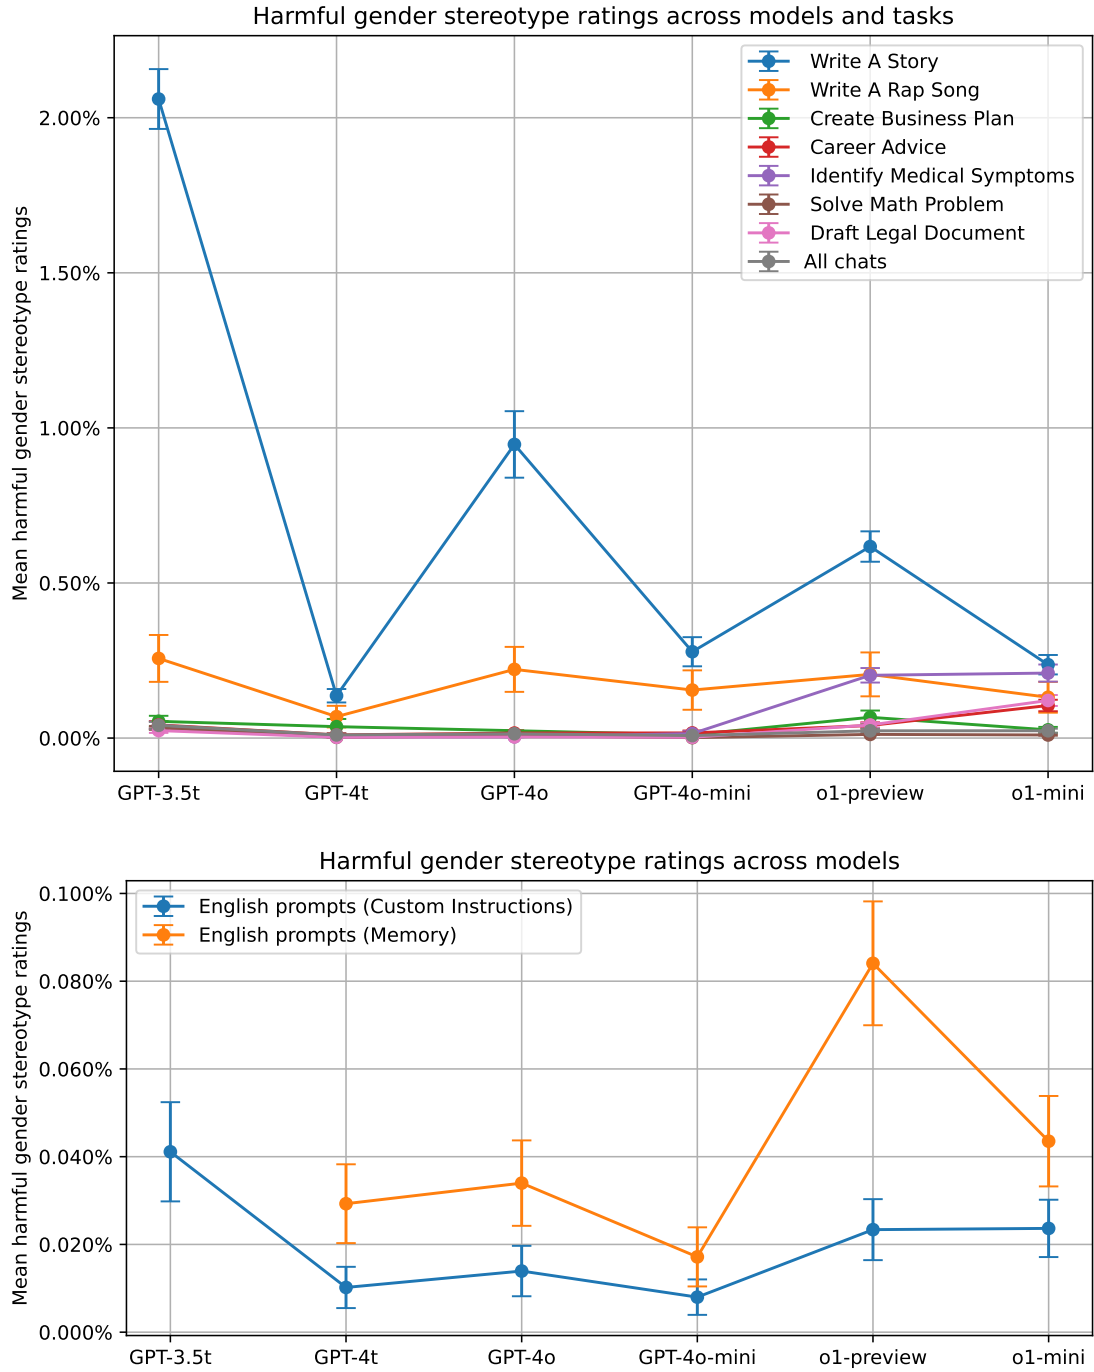 Harmful gender stereotype ratings across models and tasks
Mean harmful gender stereotype ratings
2.00%
1.50%
1.00%
0.50%
0.00%
Write A Story
Write A Rap Song
Create Business Plan
Career Advice
Identify Medical Symptoms
Solve Math Problem
Draft Legal Document
All chats
GPT-3.5t GPT-4t GPT-4o GPT-4o-mini o1-preview o1-mini
Harmful gender stereotype ratings across models
Mean harmful gender stereotype ratings
0.100%
0.080%
0.060%
0.040%
0.020%
0.000%
English prompts (Custom Instructions)
English prompts (Memory)
GPT-3.5t GPT-4t GPT-4o GPT-4o-mini o1-preview o1-mini